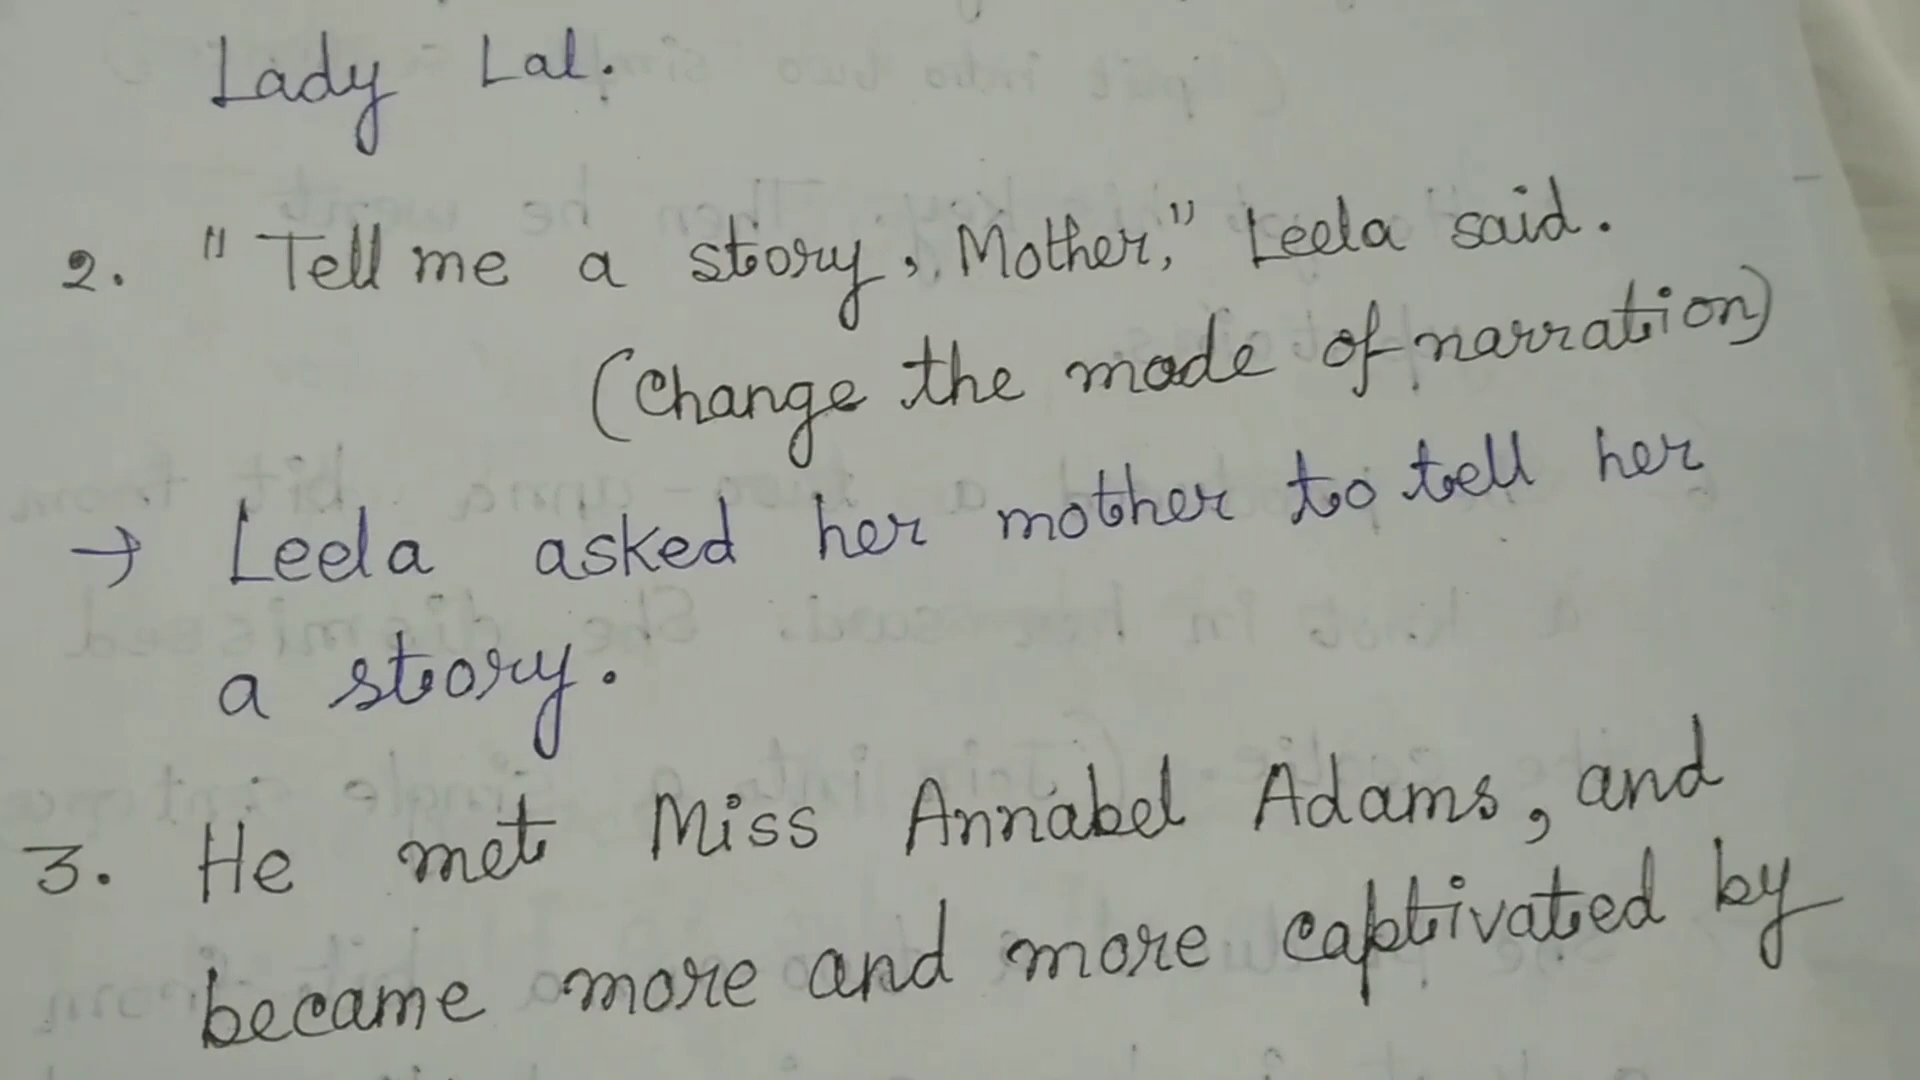 Lady Lal.
2. "Tell me a story, Mother," Leela said.
(Change the mode of narration)
→ Leela asked her mother to tell her
a story.
3. He met Miss Annabel Adams, and
became more and more captivated by